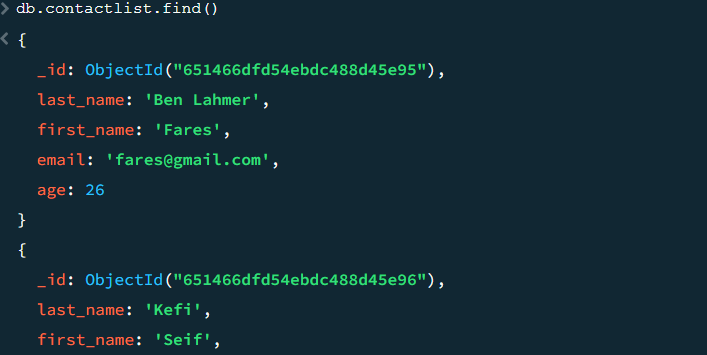 > db.contactlist.find()
< {
_id: ObjectId("651466dfd54ebdc488d45e95"),
last_name: 'Ben Lahmer',
first_name: 'Fares',
email: 'fares@gmail.com',
age: 26
}
{
_id: ObjectId("651466dfd54ebdc488d45e96"),
last_name: 'Kefi',
first_name: 'Seif',